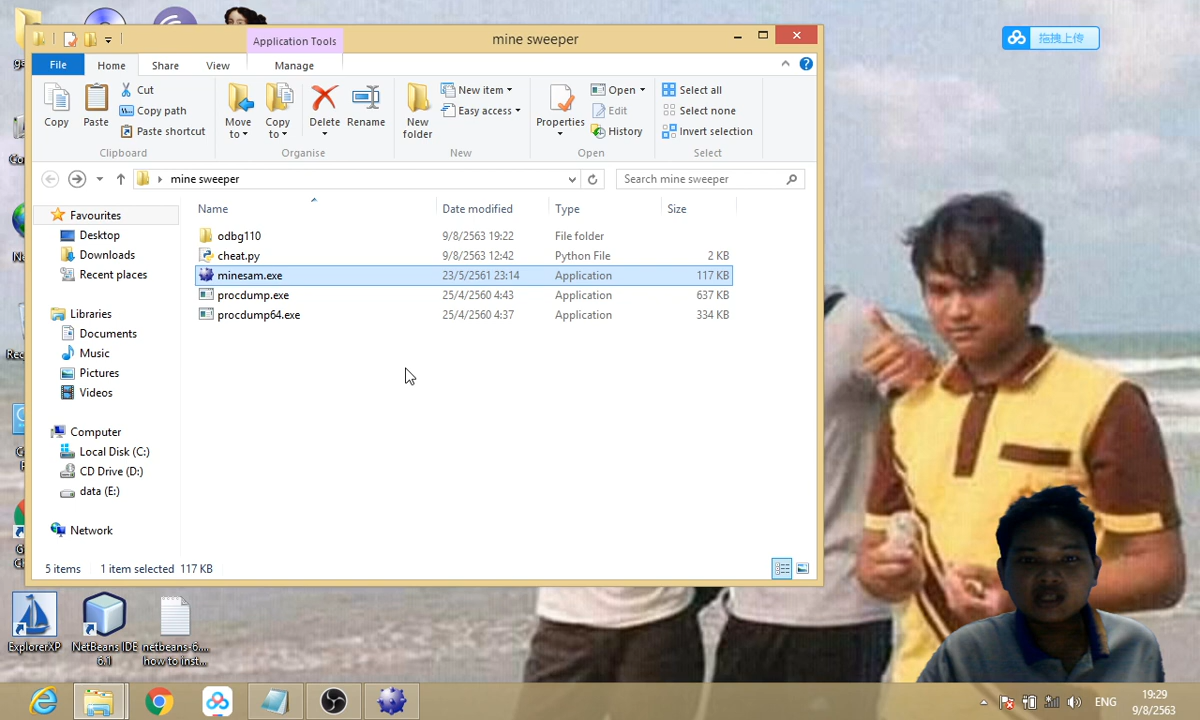 Application Tools
mine sweeper
拖拽上传
File
Home
Share
View
Manage
Copy
Paste
Cut
Copy path
Paste shortcut
Clipboard
Move to
Copy to
Delete
Rename
Organise
New folder
New item
Easy access
New
Properties
Open
Edit
History
Open
Select all
Select none
Invert selection
Select
mine sweeper
Search mine sweeper
Name
Date modified
Type
Size
odbg110 9/8/2563 19:22 File folder
cheat.py 9/8/2563 12:42 Python File 2 KB
minesam.exe 23/5/2561 23:14 Application 117 KB
procdump.exe 25/4/2560 4:43 Application 637 KB
procdump64.exe 25/4/2560 4:37 Application 334 KB
Favourites
Desktop
Downloads
Recent places
Libraries
Documents
Music
Pictures
Videos
Computer
Local Disk (C:)
CD Drive (D:)
data (E:)
Network
5 items 1 item selected 117 KB
ExplorerXP
NetBeans IDE 6.1
netbeans-6.... how to inst...
ENG
19:29
9/8/2563